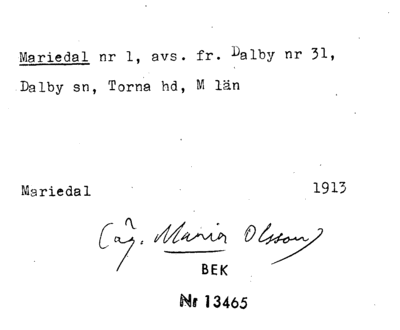 Mariedal nr 1, avs. fr. Dalby nr 31,
Dalby sn, Torna hd, M län
Mariedal 1913
(äg. Maria Olsson)
BEK
Nr 13465